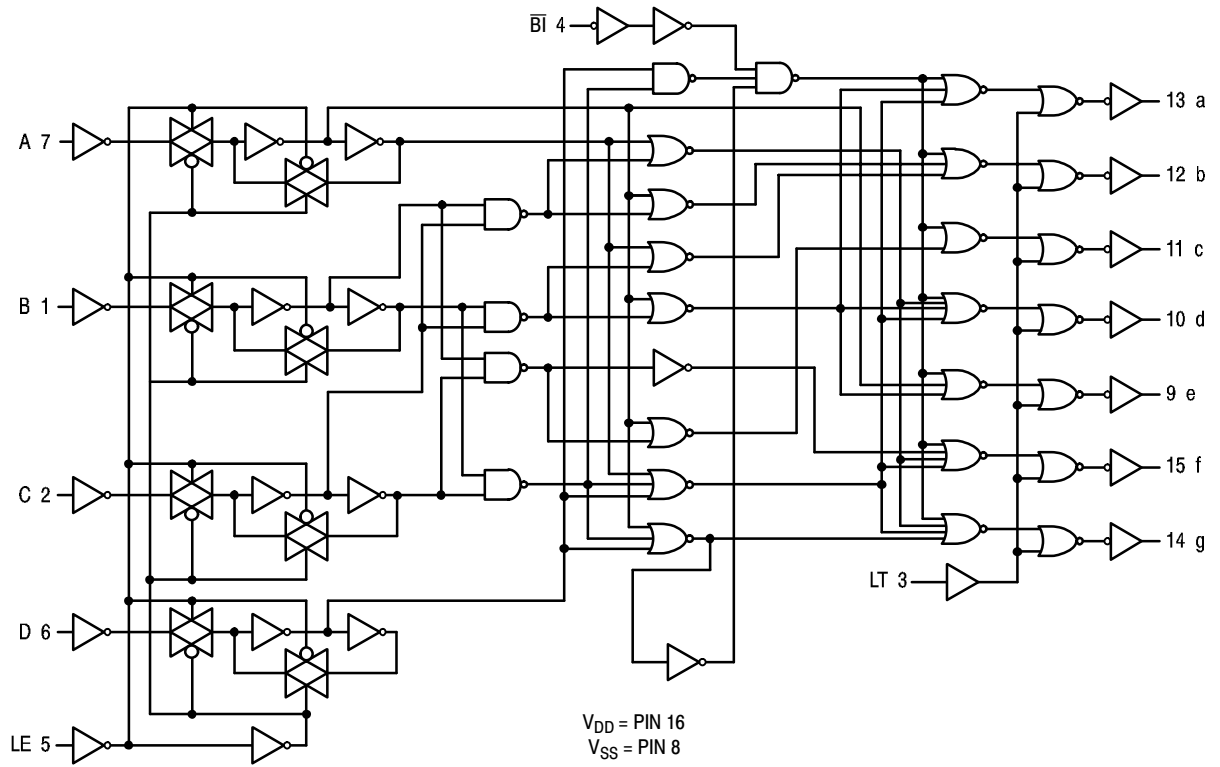 B̅I̅ 4
A 7
B 1
C 2
D 6
LE 5
13 a
12 b
11 c
10 d
9 e
15 f
14 g
LT 3
VDD = PIN 16
VSS = PIN 8